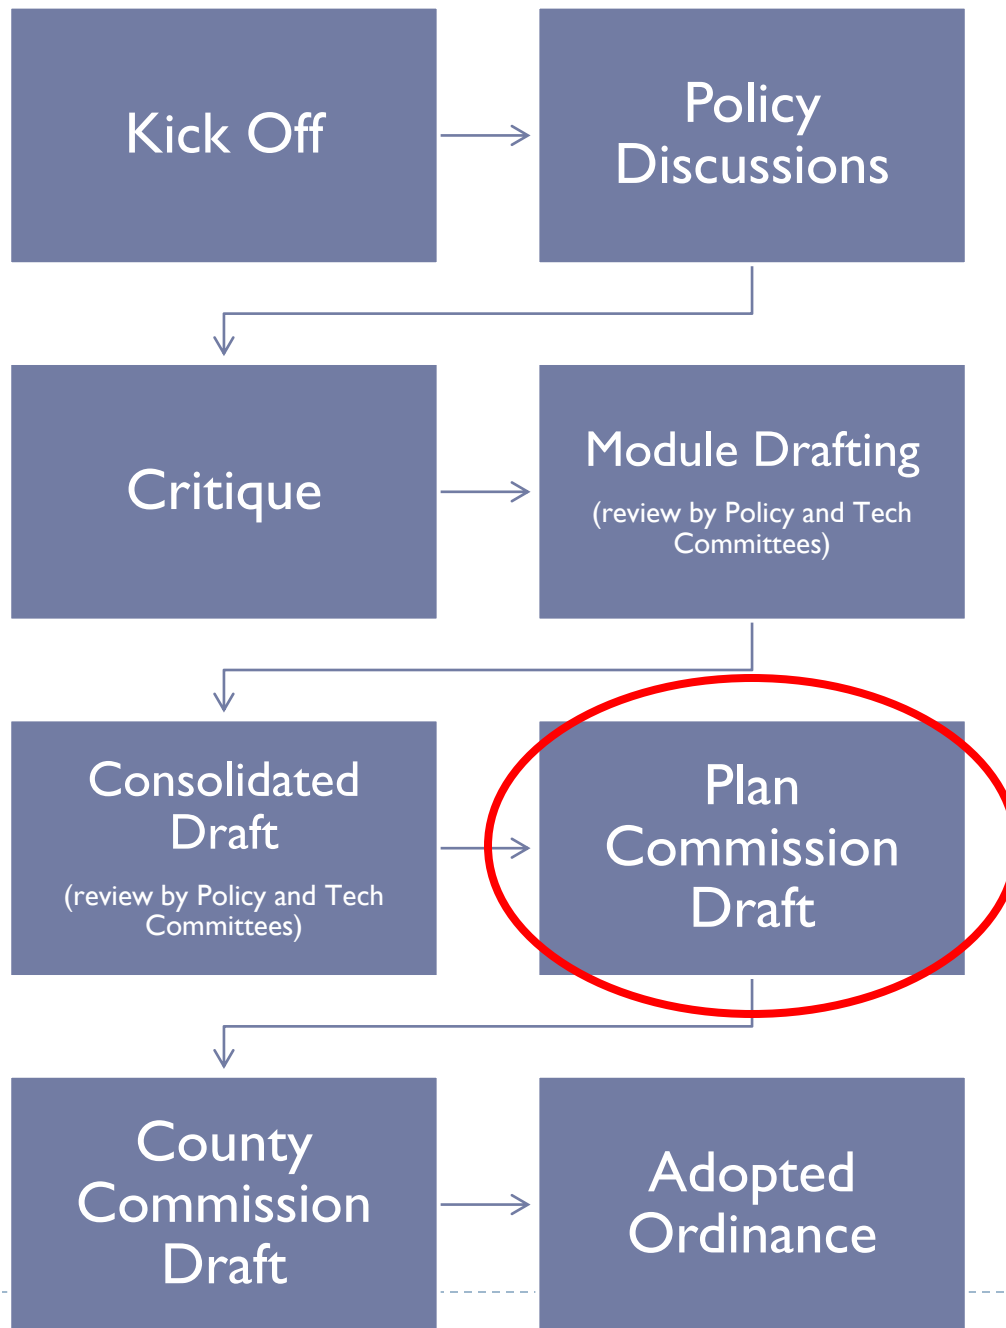 Kick Off
Policy
Discussions
Critique
Module Drafting
(review by Policy and Tech
Committees)
Consolidated
Draft
(review by Policy and Tech
Committees)
Plan
Commission
Draft
County
Commission
Draft
Adopted
Ordinance